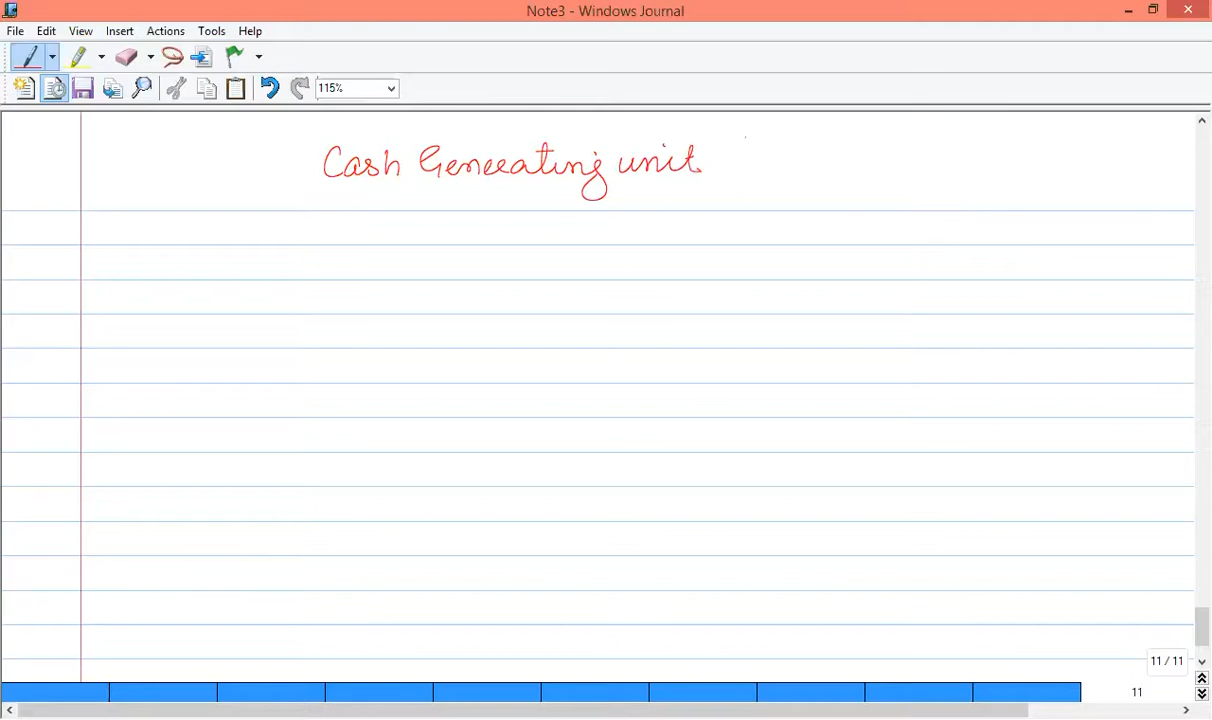 Note3 - Windows Journal
File Edit View Insert Actions Tools Help
115%
Cash Generating unit
11 / 11
11